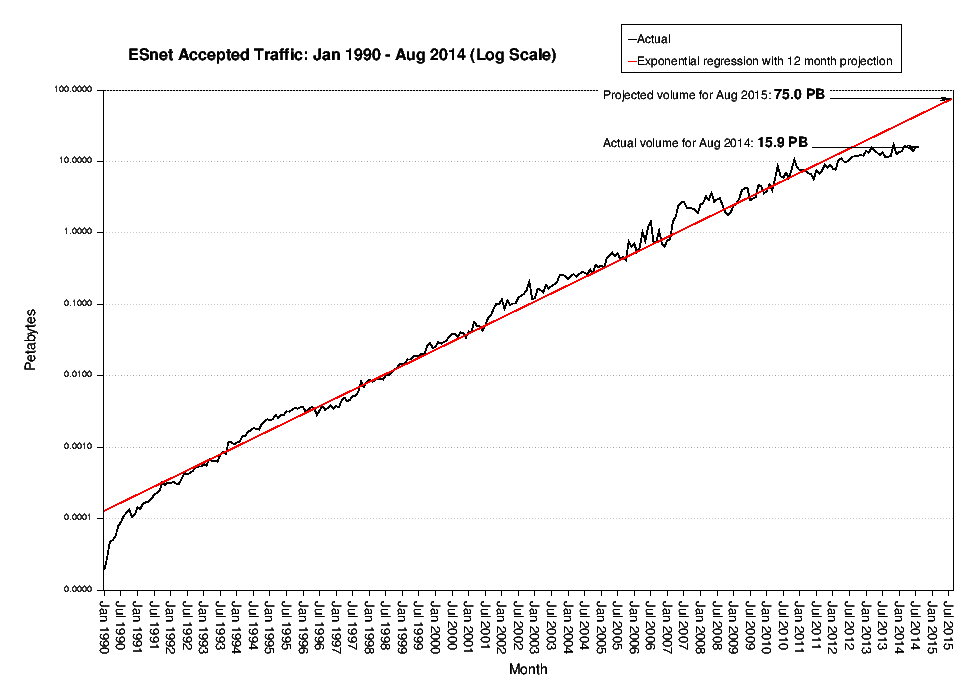 ESnet Accepted Traffic: Jan 1990 - Aug 2014 (Log Scale)
Actual
Exponential regression with 12 month projection
Projected volume for Aug 2015: 75.0 PB
Actual volume for Aug 2014: 15.9 PB
100.0000
10.0000
1.0000
0.1000
0.0100
0.0010
0.0001
0.0000
Petabytes
Jan 1990
Jul 1990
Jan 1991
Jul 1991
Jan 1992
Jul 1992
Jan 1993
Jul 1993
Jan 1994
Jul 1994
Jan 1995
Jul 1995
Jan 1996
Jul 1996
Jan 1997
Jul 1997
Jan 1998
Jul 1998
Jan 1999
Jul 1999
Jan 2000
Jul 2000
Jan 2001
Jul 2001
Jan 2002
Jul 2002
Jan 2003
Jul 2003
Jan 2004
Jul 2004
Jan 2005
Jul 2005
Jan 2006
Jul 2006
Jan 2007
Jul 2007
Jan 2008
Jul 2008
Jan 2009
Jul 2009
Jan 2010
Jul 2010
Jan 2011
Jul 2011
Jan 2012
Jul 2012
Jan 2013
Jul 2013
Jan 2014
Jul 2014
Jan 2015
Jul 2015
Month